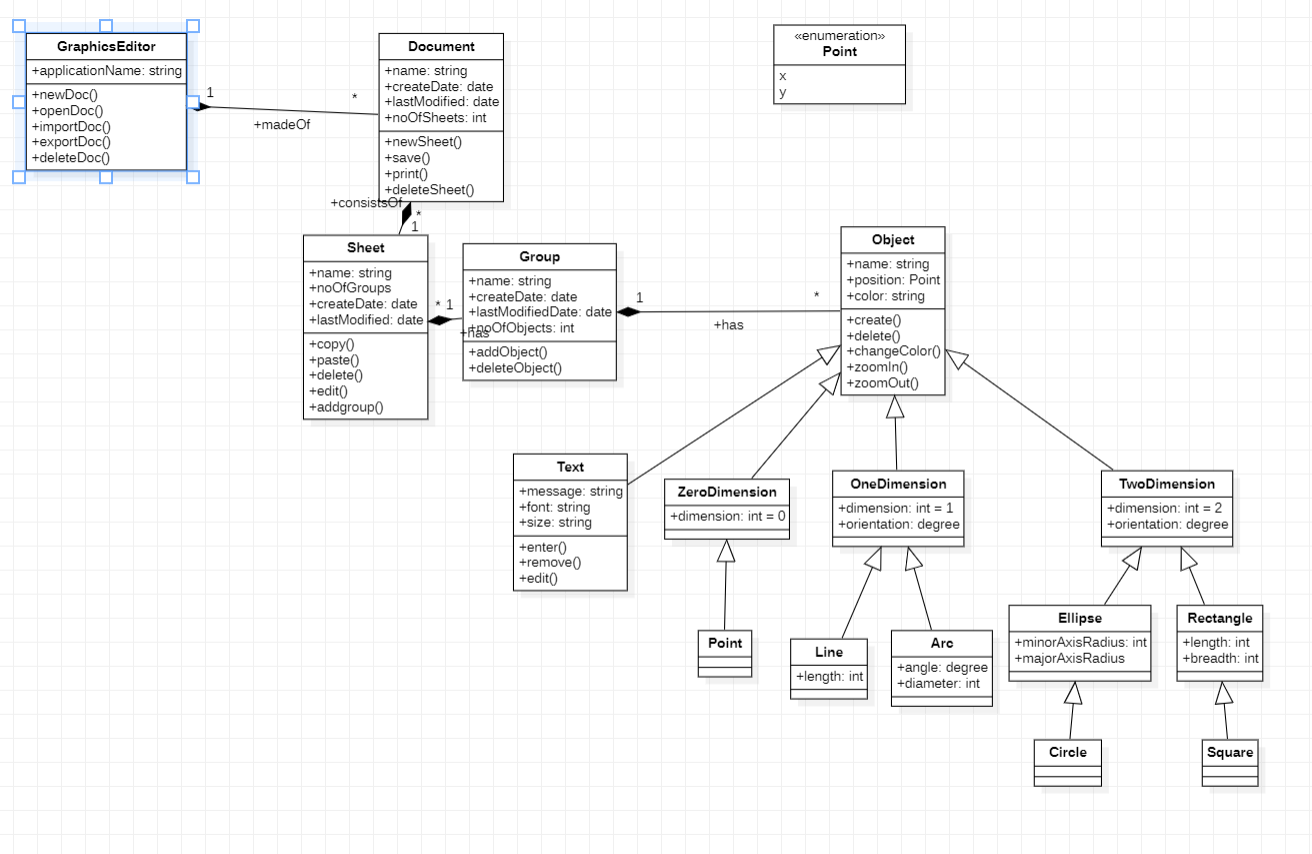 GraphicsEditor
+applicationName: string
+newDoc()
+openDoc()
+importDoc()
+exportDoc()
+deleteDoc()
1
*
+madeOf
Document
+name: string
+createDate: date
+lastModified: date
+noOfSheets: int
+newSheet()
+save()
+print()
+deleteSheet()
«enumeration»
Point
x
y
+consistsOf
*
1
Sheet
+name: string
+noOfGroups
+createDate: date
+lastModified: date
+copy()
+paste()
+delete()
+edit()
+addgroup()
* 1
+has
Group
+name: string
+createDate: date
+lastModifiedDate: date
+noOfObjects: int
+addObject()
+deleteObject()
1
*
+has
Object
+name: string
+position: Point
+color: string
+create()
+delete()
+changeColor()
+zoomIn()
+zoomOut()
Text
+message: string
+font: string
+size: string
+enter()
+remove()
+edit()
ZeroDimension
+dimension: int = 0
OneDimension
+dimension: int = 1
+orientation: degree
TwoDimension
+dimension: int = 2
+orientation: degree
Point
Line
+length: int
Arc
+angle: degree
+diameter: int
Ellipse
+minorAxisRadius: int
+majorAxisRadius
Rectangle
+length: int
+breadth: int
Circle
Square